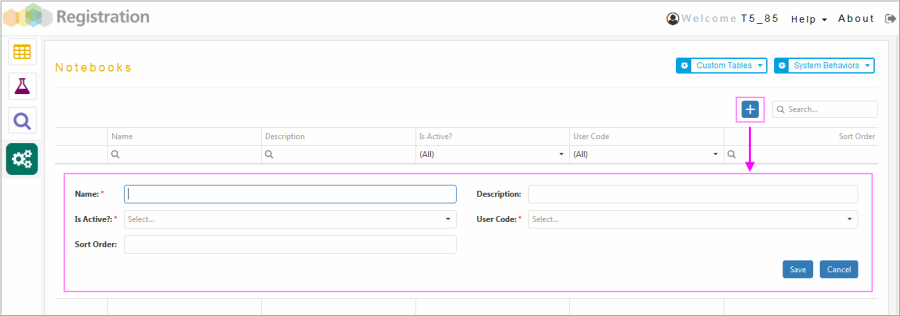 Registration
Welcome T5_85 Help About
Notebooks
Custom Tables System Behaviors
+ Search...
Name Description Is Active? User Code Sort Order
(All) (All)
Name: * Description:
Is Active?: * Select... User Code: * Select...
Sort Order:
Save Cancel